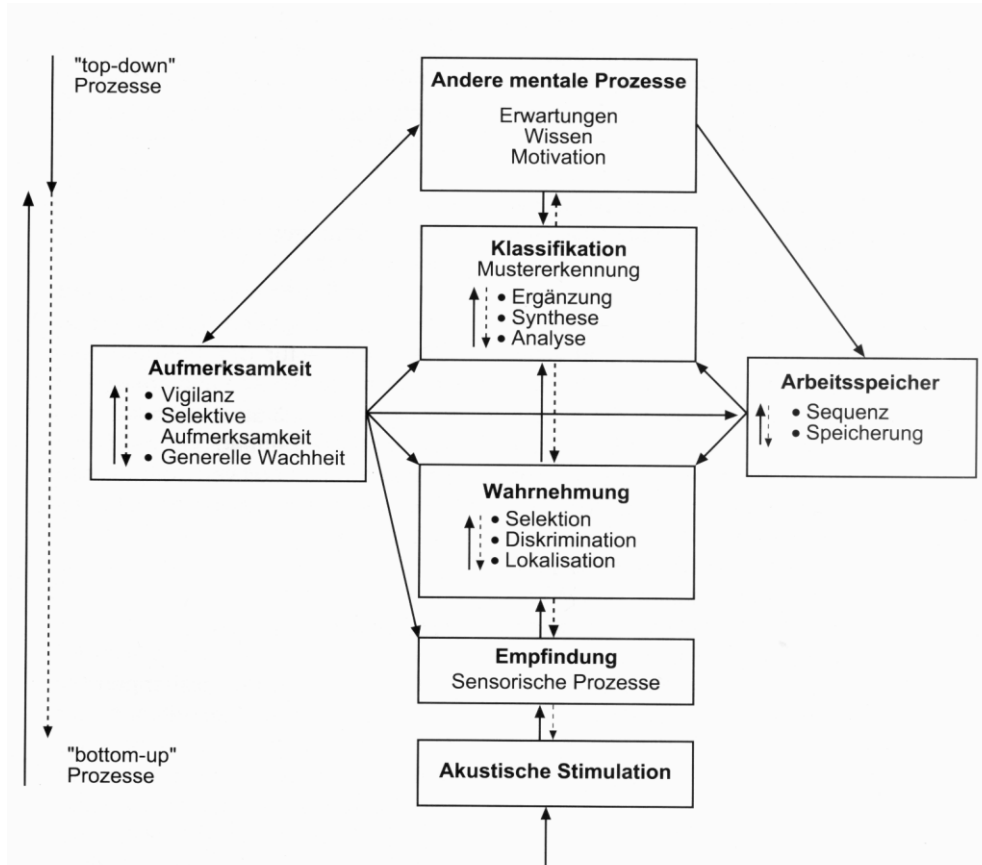 "top-down"
Prozesse
Andere mentale Prozesse
Erwartungen
Wissen
Motivation
Klassifikation
Mustererkennung
• Ergänzung
• Synthese
• Analyse
Aufmerksamkeit
• Vigilanz
• Selektive
Aufmerksamkeit
• Generelle Wachheit
Arbeitsspeicher
• Sequenz
• Speicherung
Wahrnehmung
• Selektion
• Diskrimination
• Lokalisation
Empfindung
Sensorische Prozesse
"bottom-up"
Prozesse
Akustische Stimulation